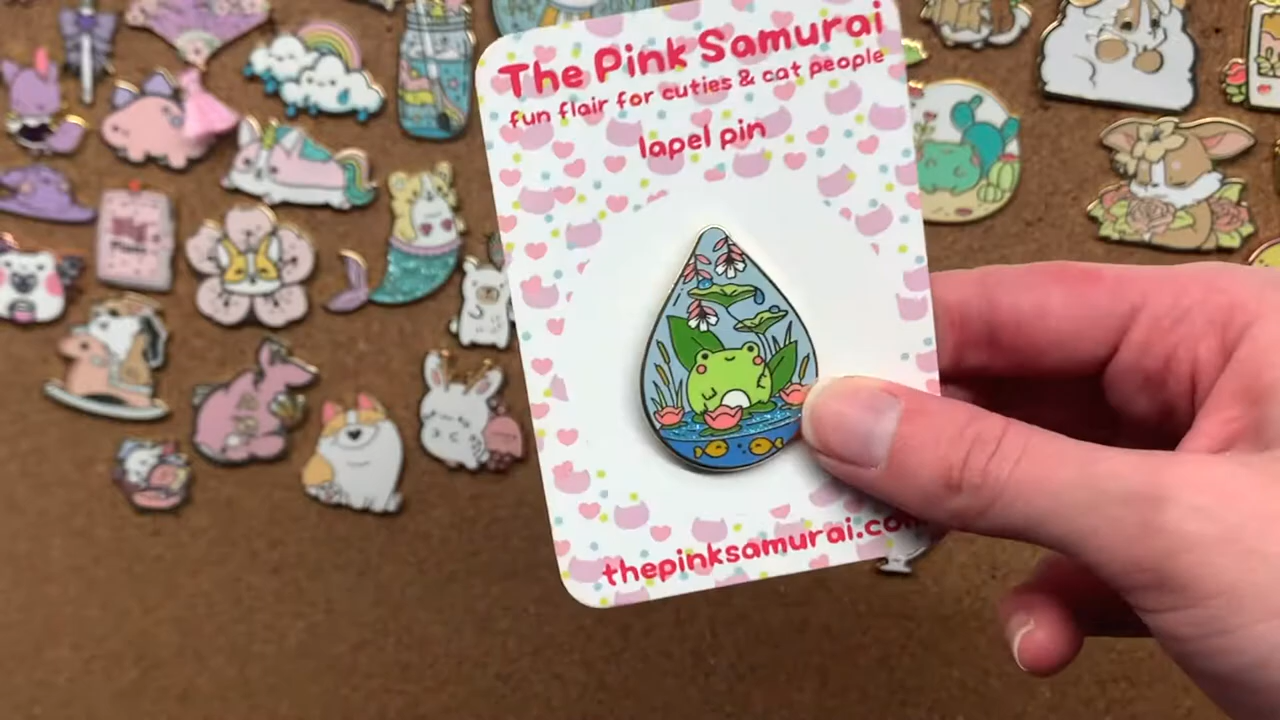 The Pink Samurai
fun flair for cuties & cat people
lapel pin
thepinksamurai.com